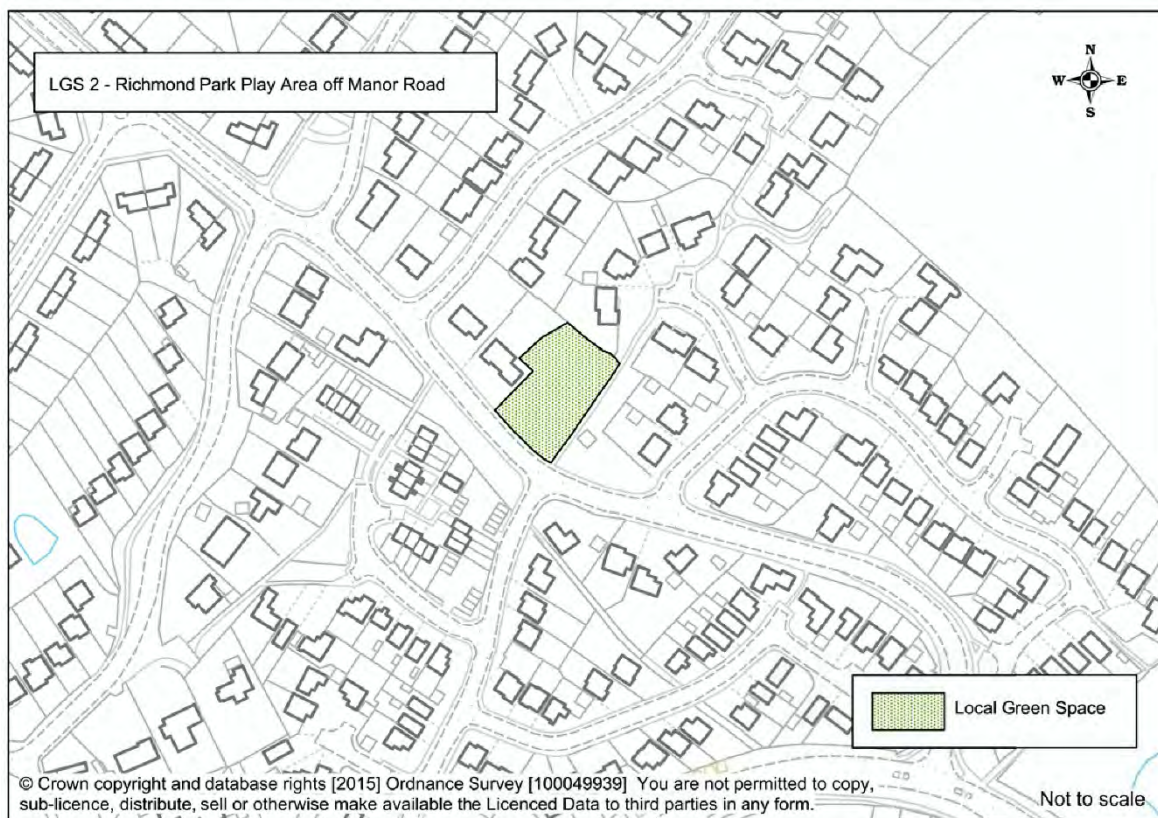 LGS 2 - Richmond Park Play Area off Manor Road
N
W E
S
Local Green Space
© Crown copyright and database rights [2015] Ordnance Survey [100049939] You are not permitted to copy,
sub-licence, distribute, sell or otherwise make available the Licenced Data to third parties in any form.
Not to scale